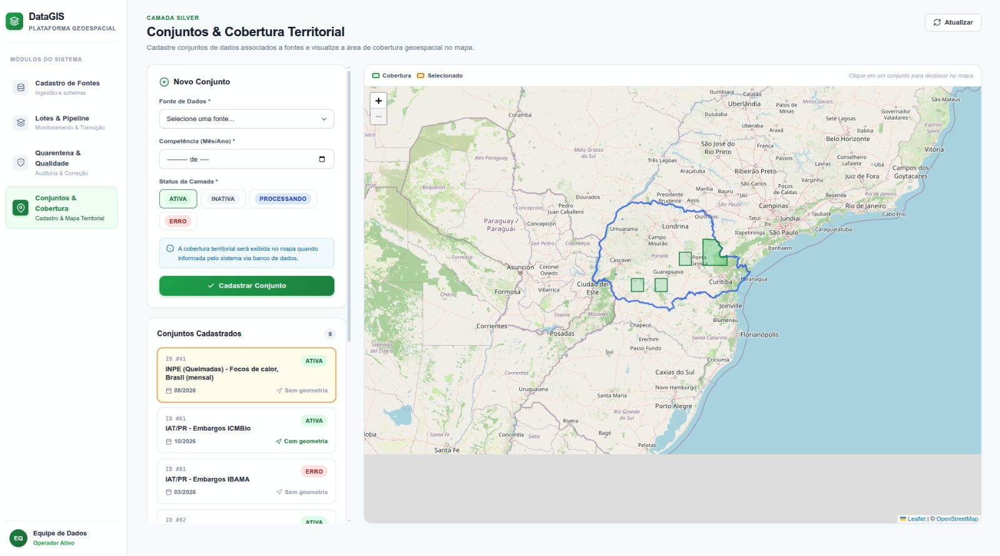 DataGIS
PLATAFORMA GEOESPACIAL
MÓDULOS DO SISTEMA
Cadastro de Fontes
Ingestão e schemas
Lotes & Pipeline
Monitoramento & Transição
Quarentena &
Qualidade
Auditoria & Correção
Conjuntos &
Cobertura
Cadastro & Mapa Territorial
EQ
Equipe de Dados
Operador Ativo
CAMADA SILVER
Conjuntos & Cobertura Territorial
Cadastre conjuntos de dados associados a fontes e visualize a área de cobertura geoespacial no mapa.
Atualizar
Novo Conjunto
Fonte de Dados *
Selecione uma fonte...
Competência (Mês/Ano) *
--------- de ----
Status da Camada *
ATIVA
INATIVA
PROCESSANDO
ERRO
A cobertura territorial será exibida no mapa quando
informada pelo sistema via banco de dados.
Cadastrar Conjunto
Conjuntos Cadastrados
9
ID #41
ATIVA
INPE (Queimadas) - Focos de calor,
Brasil (mensal)
08/2026
Sem geometria
ID #61
ATIVA
IAT/PR - Embargos ICMBio
10/2026
Com geometria
ID #81
ERRO
IAT/PR - Embargos IBAMA
03/2026
Sem geometria
ID #82
ATIVA
Cobertura
Selecionado
Clique em um conjunto para destacar no mapa
+
−
Itumbiara
Catalão
Minas Gerais
São Mateus
Uberlândia
Patos de
Minas
Corumbá
Ituiutaba
Sete Lagoas
Governador
Valadares
Espírito
Santo
Uberaba
Araxá
Itabira
Belo Horizonte
São José do
Rio Preto
Franca
Vitória
Mato Grosso
do Sul
Alto Paraguay
Três Lagoas
Passos
Conselheiro
Lafaiete
Ubá
Lavras
Campos dos
Goytacazes
Araçatuba
Ribeirão Preto
Varginha
Juiz de Fora
Boquerón
Marília
Bauru
São Carlos
Poços
de Caldas
Jaú
Resende
Rio de Janeiro
Dourados
Presidente
Prudente
Assis
São Paulo
Campinas
Rio de Janeiro
Cabo Frio
Concepción
Pedro
Juan Caballero
Ourinhos
Tatuí
Jundiaí
Taubaté
Paraguay /
Paraguái
Concepción
Londrina
Itu
Caraguatatuba
Umuarama
Itapetininga
São Paulo
San Pedro
Canindeyú
Campo
Mourão
Itanhaém
Formosa
Cascavel
Paraná
Ponta
Grossa
Asunción
Coronel
Oviedo
Guarapuava
Ciudad del
Este
Curitiba
Paranaguá
Chaco
Formosa
Villarrica
Joinville
Itapúa
Misiones
Blumenau
Corrientes
Posadas
Chapecó
Santa Catarina
Florianópolis
Santiago
del Estero
Erechim
Passo Fundo
Ijuí
Criciúma
Corrientes
Caxias do Sul
Uruguaiana
Novo Hamburgo
Santa Maria
Porto Alegre
Rio Grande
do Sul
Rivera
Santa Fe
Concordia
Salto
Bagé
Santa Fe
Pelotas
Leaflet | © OpenStreetMap